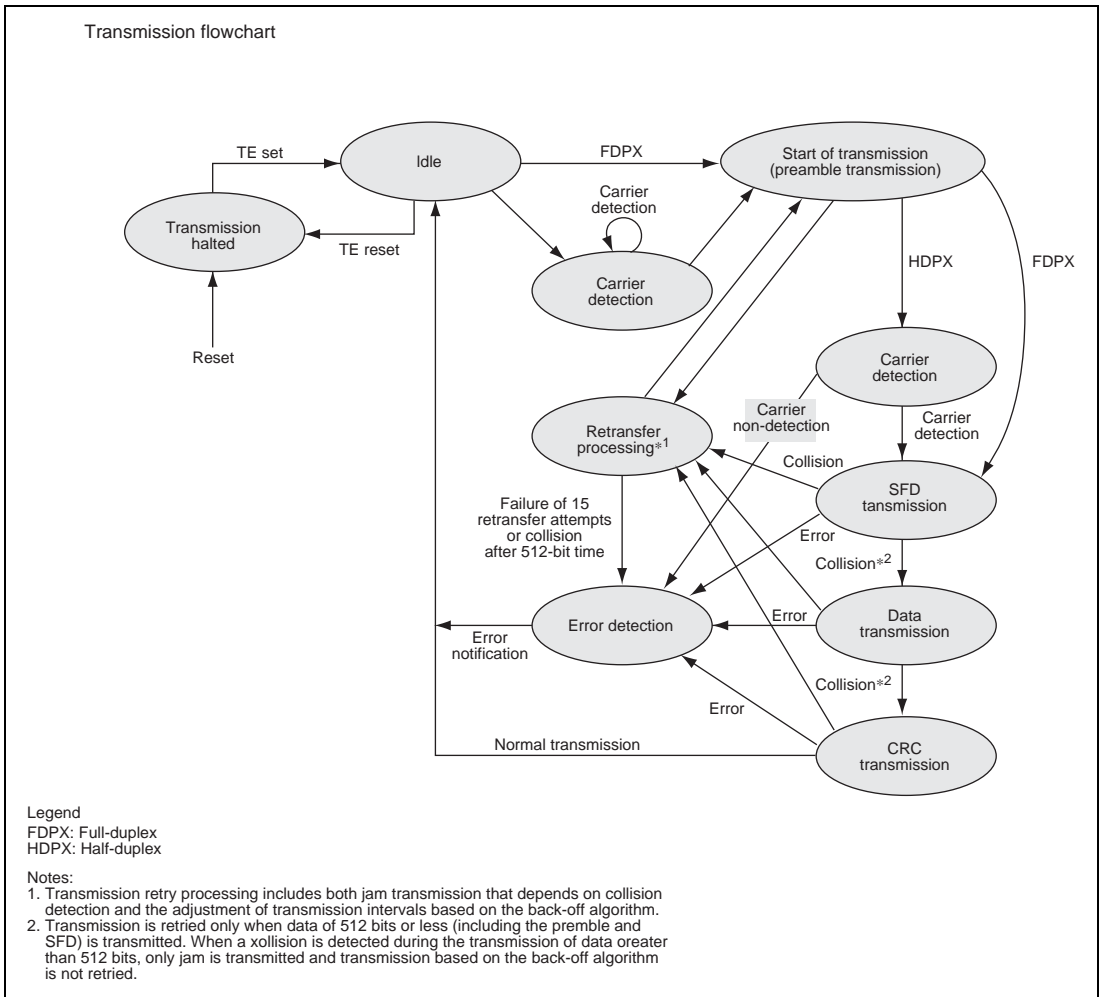 Transmission flowchart
TE set
Idle
FDPX
Start of transmission
(preamble transmission)
Carrier
detection
Transmission
halted
TE reset
Carrier
detection
HDPX
FDPX
Reset
Carrier
detection
Carrier
non-detection
Carrier
detection
Retransfer
processing*1
Collision
SFD
tansmission
Failure of 15
retransfer attempts
or collision
after 512-bit time
Error
Collision*2
Error detection
Error
Data
transmission
Error
notification
Collision*2
Error
Normal transmission
CRC
transmission
Legend
FDPX: Full-duplex
HDPX: Half-duplex
Notes:
1. Transmission retry processing includes both jam transmission that depends on collision
detection and the adjustment of transmission intervals based on the back-off algorithm.
2. Transmission is retried only when data of 512 bits or less (including the premble and
SFD) is transmitted. When a xollision is detected during the transmission of data oreater
than 512 bits, only jam is transmitted and transmission based on the back-off algorithm
is not retried.